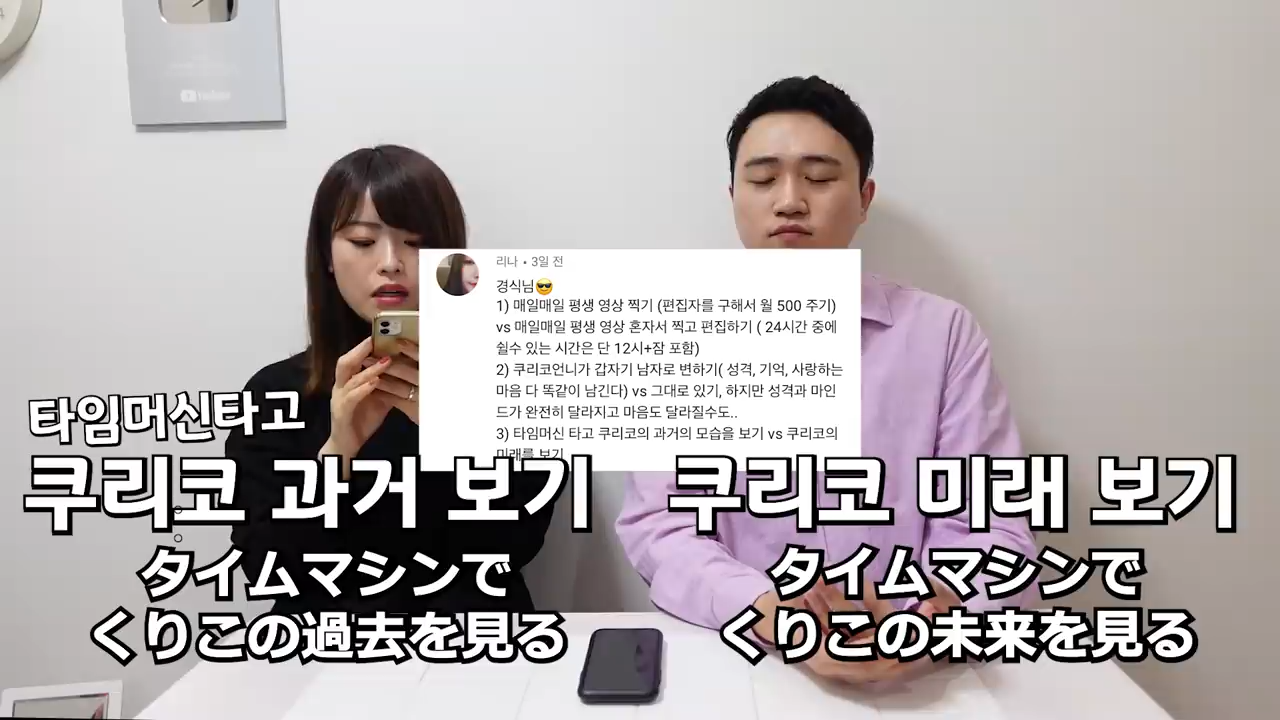 YouTube
리나 • 3일 전
경식님😎
1) 매일매일 평생 영상 찍기 (편집자를 구해서 월 500 주기)
vs 매일매일 평생 영상 혼자서 찍고 편집하기 ( 24시간 중에
쉴수 있는 시간은 단 12시+잠 포함)
2) 쿠리코언니가 갑자기 남자로 변하기( 성격, 기억, 사랑하는
마음 다 똑같이 남긴다) vs 그대로 있기, 하지만 성격과 마인
드가 완전히 달라지고 마음도 달라질수도..
3) 타임머신 타고 쿠리코의 과거의 모습을 보기 vs 쿠리코의
미래를 보기
타임머신타고
쿠리코 과거 보기
タイムマシンで
くりこの過去を見る
쿠리코 미래 보기
タイムマシンで
くりこの未来を見る